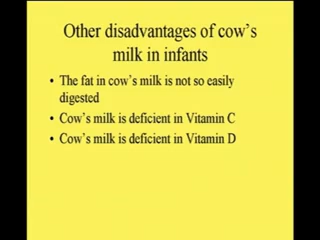 Other disadvantages of cow's
milk in infants
• The fat in cow's milk is not so easily
digested
• Cow's milk is deficient in Vitamin C
• Cow's milk is deficient in Vitamin D